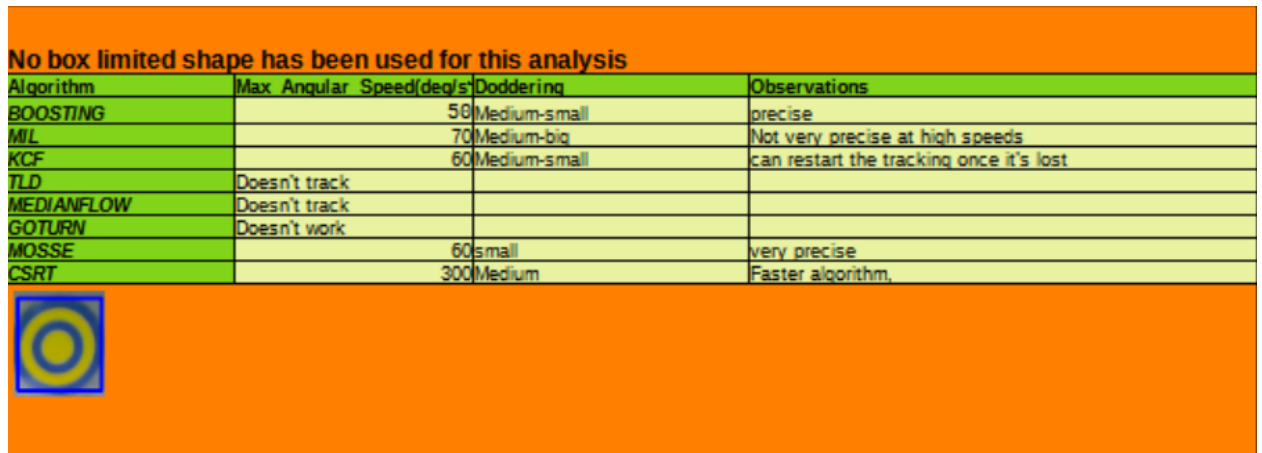 No box limited shape has been used for this analysis
Algorithm Max Angular Speed(deg/s Doddering Observations
BOOSTING 50 Medium-small precise
MIL 70 Medium-big Not very precise at high speeds
KCF 60 Medium-small can restart the tracking once it's lost
TLD Doesn't track
MEDIANFLOW Doesn't track
GOTURN Doesn't work
MOSSE 60 small very precise
CSRT 300 Medium Faster algorithm,